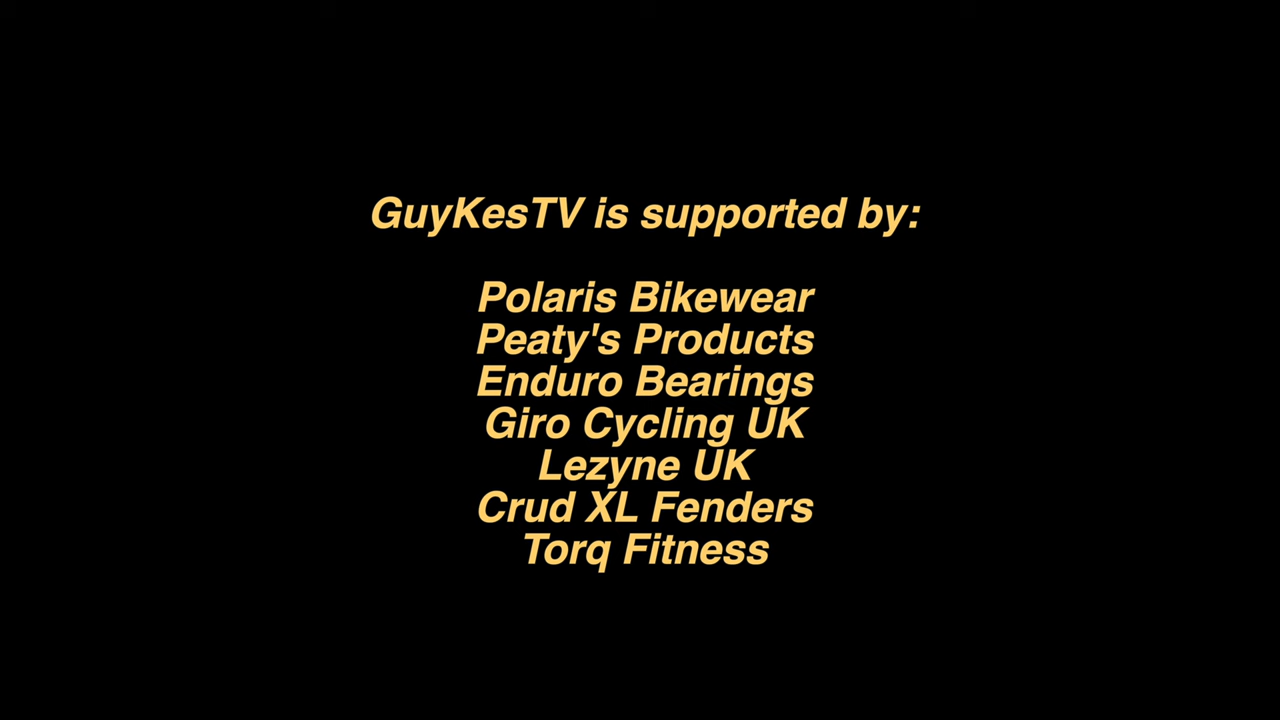 GuyKesTV is supported by:
Polaris Bikewear
Peaty's Products
Enduro Bearings
Giro Cycling UK
Lezyne UK
Crud XL Fenders
Torq Fitness